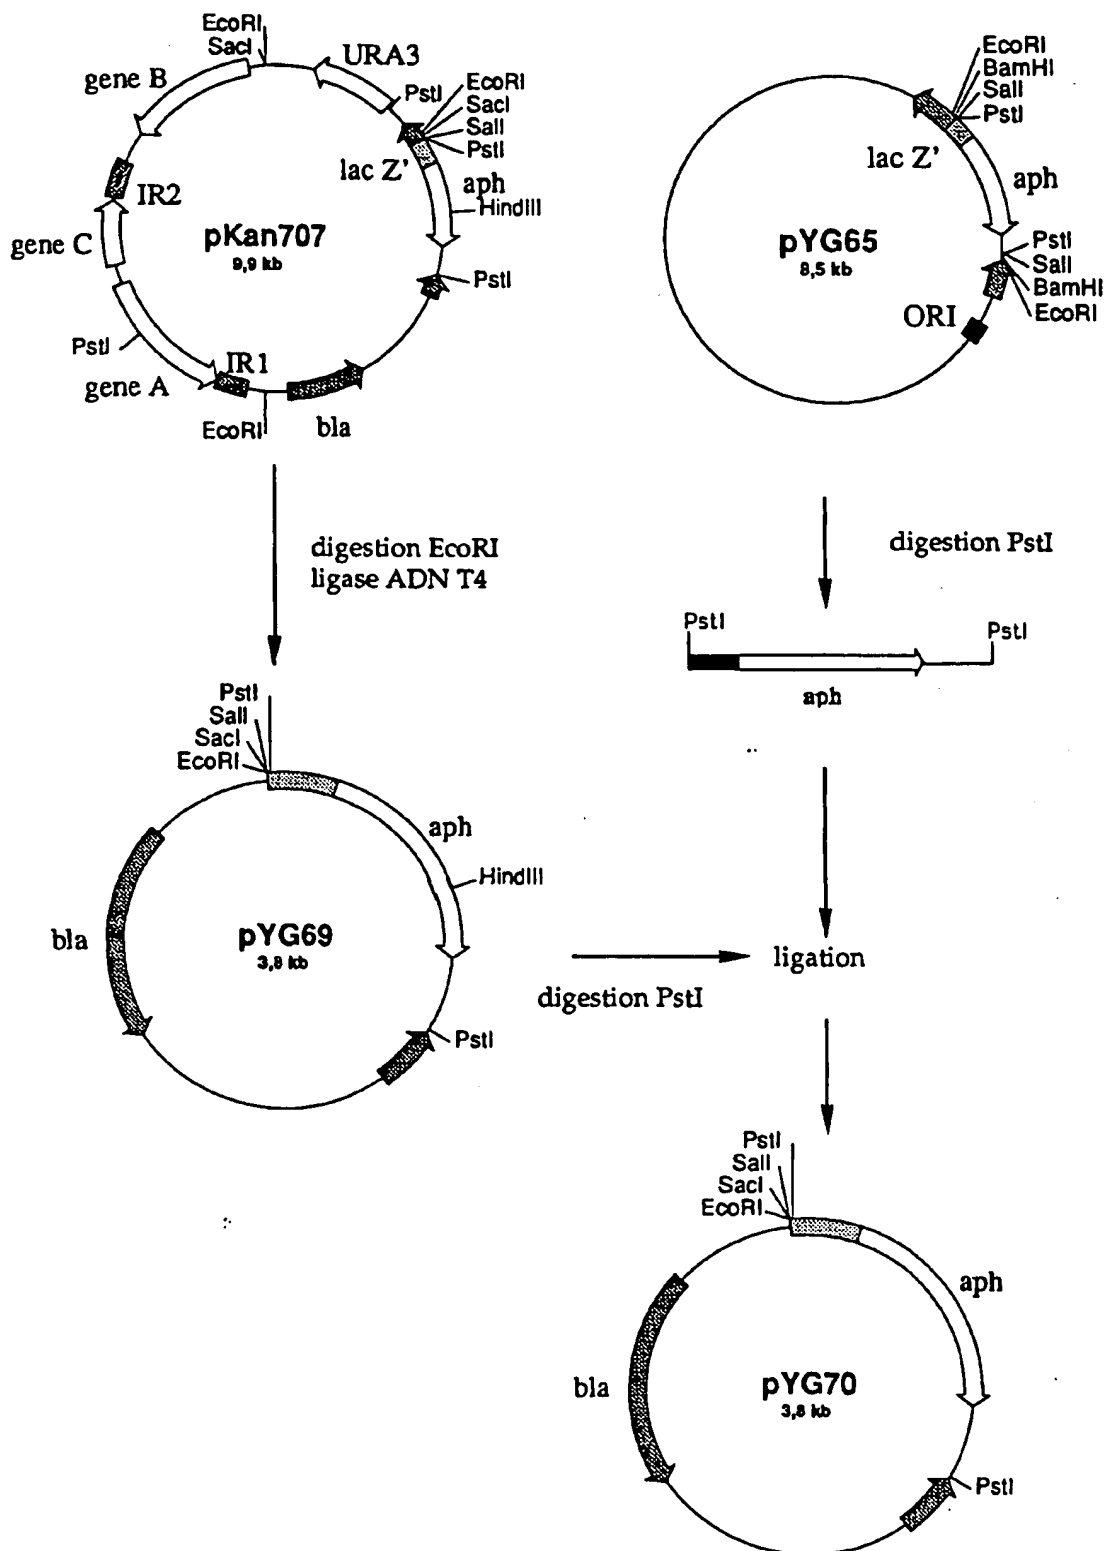 EcoRI
SacI
gene B
URA3
PstI
EcoRI
SacI
SalI
PstI
lac Z'
aph
HindIII
IR2
gene C
pKan707
9,9 kb
PstI
PstI
gene A
IR1
EcoRI
bla
EcoRI
BamHI
SalI
PstI
lac Z'
aph
pYG65
8,5 kb
PstI
SalI
BamHI
EcoRI
ORI
digestion EcoRI
ligase ADN T4
digestion PstI
PstI
PstI
aph
PstI
SalI
SacI
EcoRI
aph
HindIII
bla
pYG69
3,8 kb
PstI
digestion PstI
ligation
PstI
SalI
SacI
EcoRI
aph
bla
pYG70
3,8 kb
PstI